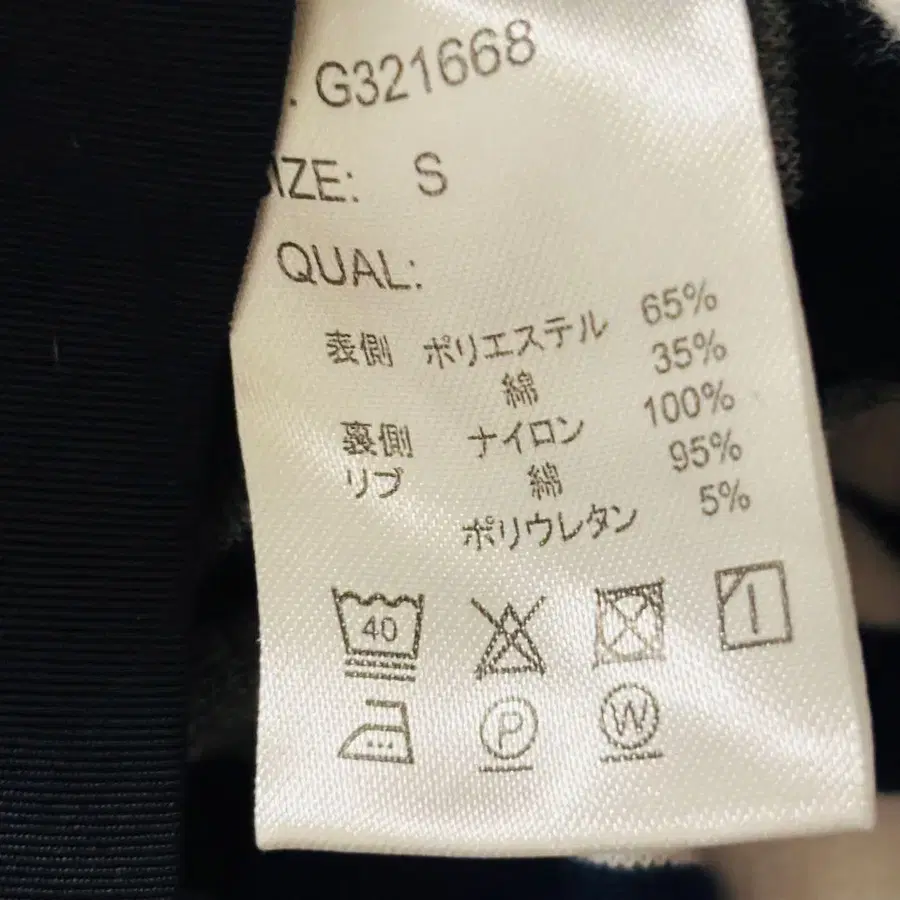 . G321668
IZE: S
QUAL:
表側 ポリエステル 65%
綿 35%
裏側 ナイロン 100%
リブ 綿 95%
ポリウレタン 5%
40
P W